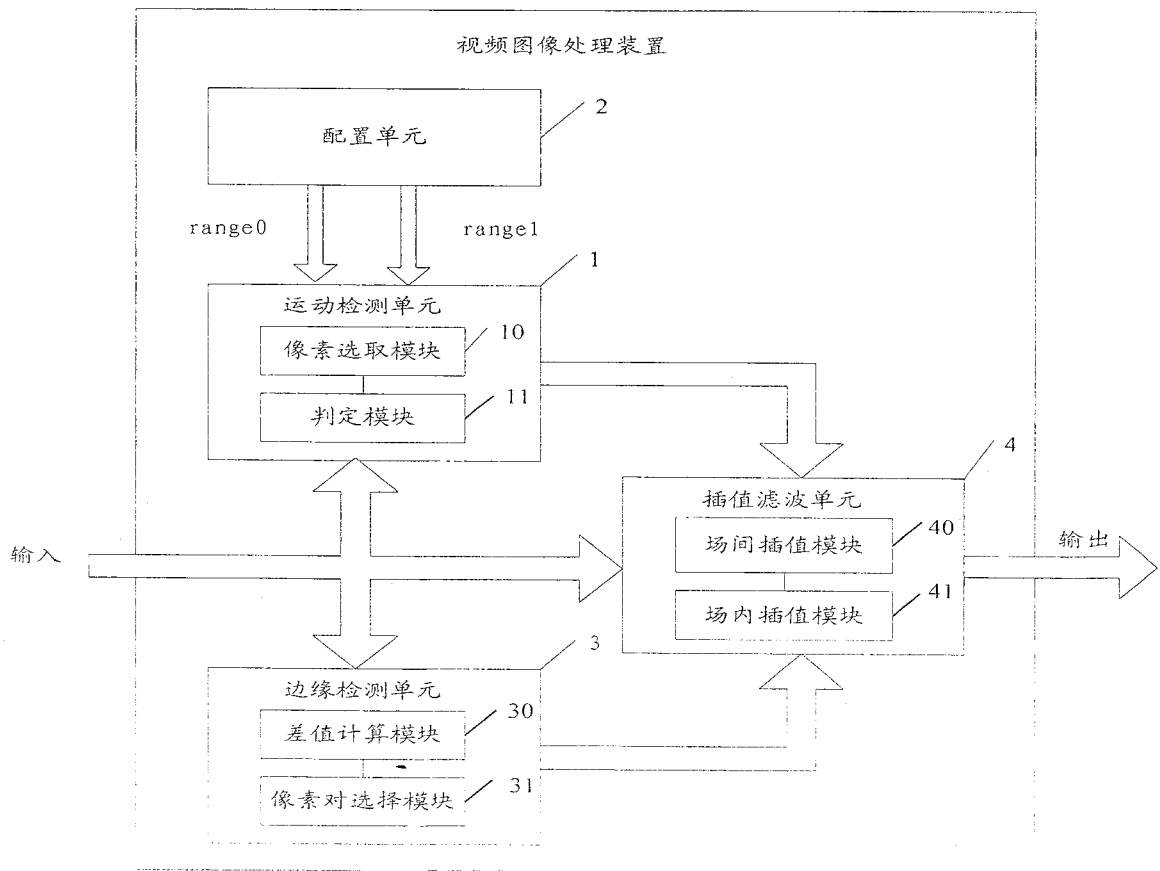 视频图像处理装置
2
配置单元
range0
range1
1
运动检测单元
像素选取模块
10
判定模块
11
4
插值滤波单元
场间插值模块
40
输入
输出
场内插值模块
41
3
边缘检测单元
差值计算模块
30
像素对选择模块
31